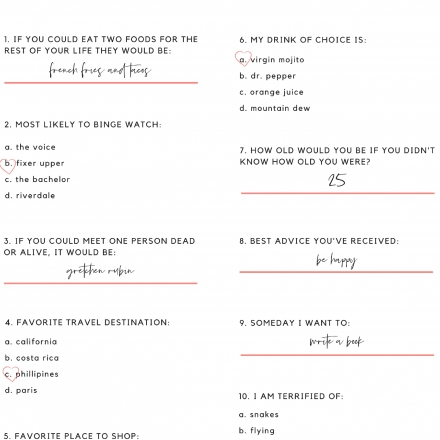 1. IF YOU COULD EAT TWO FOODS FOR THE
REST OF YOUR LIFE THEY WOULD BE:
french fries and tacos
2. MOST LIKELY TO BINGE WATCH:
a. the voice
b. fixer upper
c. the bachelor
d. riverdale
3. IF YOU COULD MEET ONE PERSON DEAD
OR ALIVE, IT WOULD BE:
gretchen rubin
4. FAVORITE TRAVEL DESTINATION:
a. california
b. costa rica
c. phillipines
d. paris
5. FAVORITE PLACE TO SHOP:
6. MY DRINK OF CHOICE IS:
a. virgin mojito
b. dr. pepper
c. orange juice
d. mountain dew
7. HOW OLD WOULD YOU BE IF YOU DIDN'T
KNOW HOW OLD YOU WERE?
25
8. BEST ADVICE YOU'VE RECEIVED:
be happy
9. SOMEDAY I WANT TO:
write a book
10. I AM TERRIFIED OF:
a. snakes
b. flying